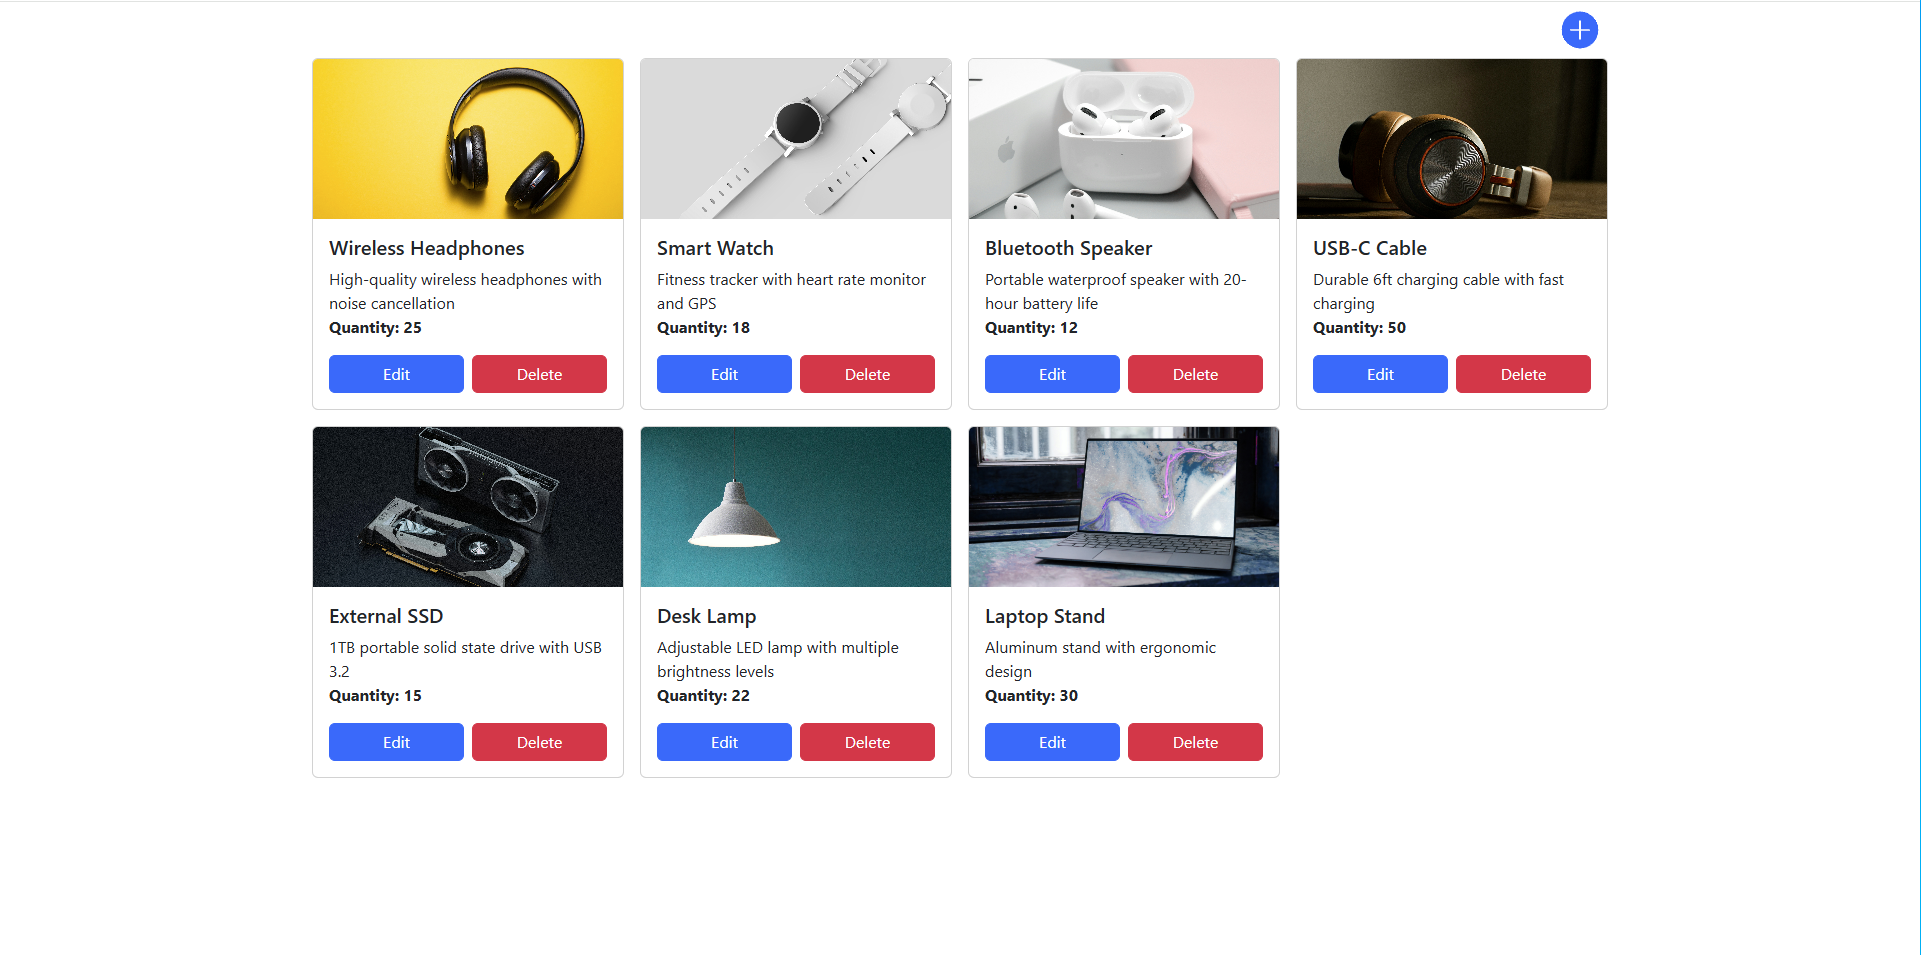 Wireless Headphones
High-quality wireless headphones with
noise cancellation
Quantity: 25
Edit
Delete
Smart Watch
Fitness tracker with heart rate monitor
and GPS
Quantity: 18
Edit
Delete
Bluetooth Speaker
Portable waterproof speaker with 20-
hour battery life
Quantity: 12
Edit
Delete
USB-C Cable
Durable 6ft charging cable with fast
charging
Quantity: 50
Edit
Delete
External SSD
1TB portable solid state drive with USB
3.2
Quantity: 15
Edit
Delete
Desk Lamp
Adjustable LED lamp with multiple
brightness levels
Quantity: 22
Edit
Delete
Laptop Stand
Aluminum stand with ergonomic
design
Quantity: 30
Edit
Delete